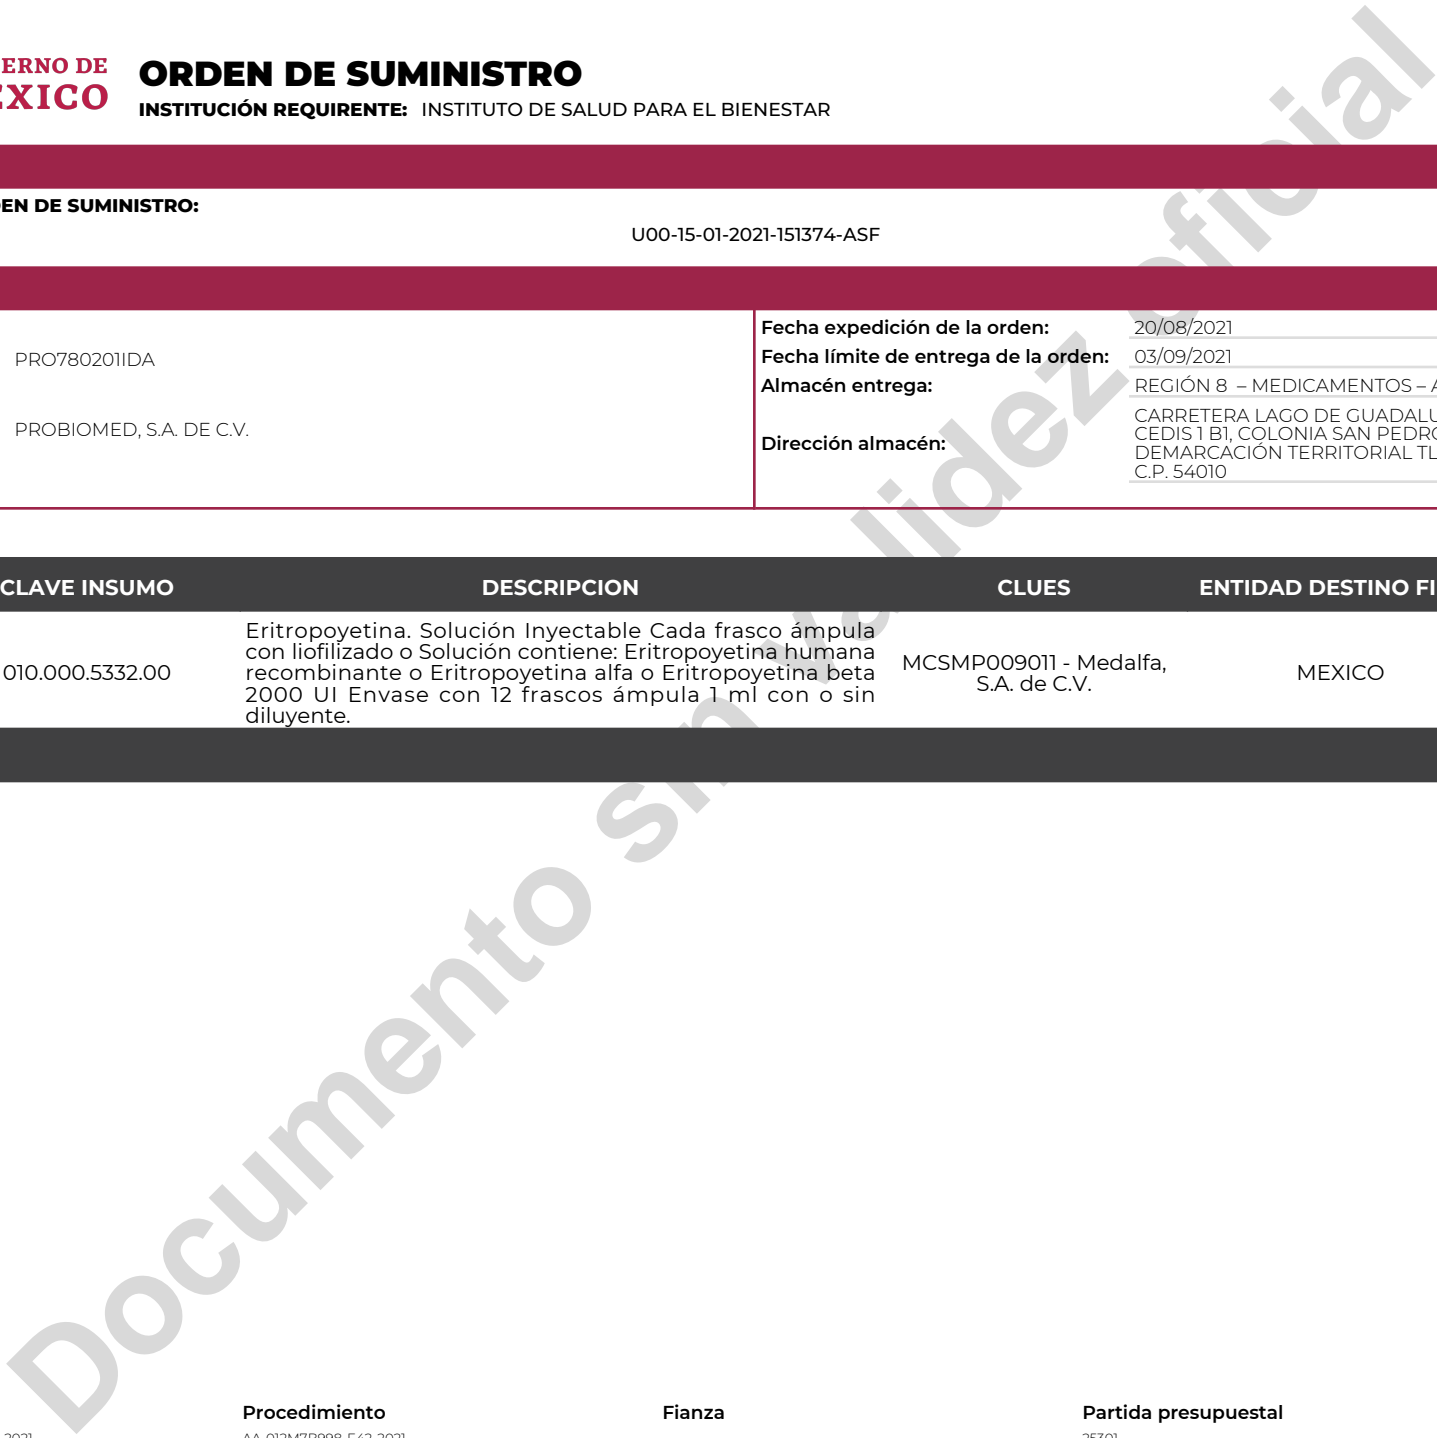 ERNO DE
EXICO
ORDEN DE SUMINISTRO
INSTITUCIÓN REQUIRENTE: INSTITUTO DE SALUD PARA EL BIENESTAR
EN DE SUMINISTRO:
U00-15-01-2021-151374-ASF
PRO780201IDA
PROBIOMED, S.A. DE C.V.
Fecha expedición de la orden: 20/08/2021
Fecha límite de entrega de la orden: 03/09/2021
Almacén entrega: REGIÓN 8 – MEDICAMENTOS – A
Dirección almacén:
CARRETERA LAGO DE GUADALU
CEDIS 1 B1, COLONIA SAN PEDRO
DEMARCACIÓN TERRITORIAL TL
C.P. 54010
CLAVE INSUMO DESCRIPCION CLUES ENTIDAD DESTINO FI
010.000.5332.00
Eritropoyetina. Solución Inyectable Cada frasco ámpula
con liofilizado o Solución contiene: Eritropoyetina humana
recombinante o Eritropoyetina alfa o Eritropoyetina beta
2000 UI Envase con 12 frascos ámpula 1 ml con o sin
diluyente.
MCSMP009011 - Medalfa,
S.A. de C.V.
MEXICO
Documento sin validez oficial
Procedimiento Fianza Partida presupuestal